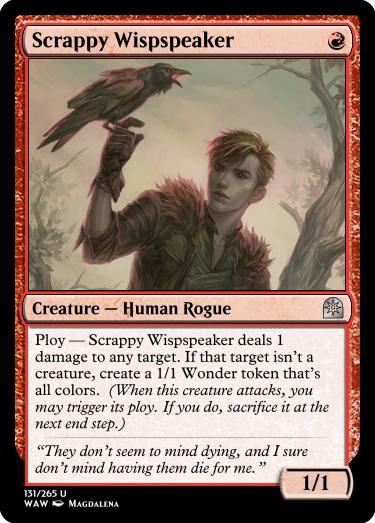 Scrappy Wispspeaker
Creature — Human Rogue
Ploy — Scrappy Wispspeaker deals 1
damage to any target. If that target isn't a
creature, create a 1/1 Wonder token that's
all colors. (When this creature attacks, you
may trigger its ploy. If you do, sacrifice it at the
next end step.)
"They don't seem to mind dying, and I sure
don't mind having them die for me."
1/1
131/265 U
WAW Magdalena